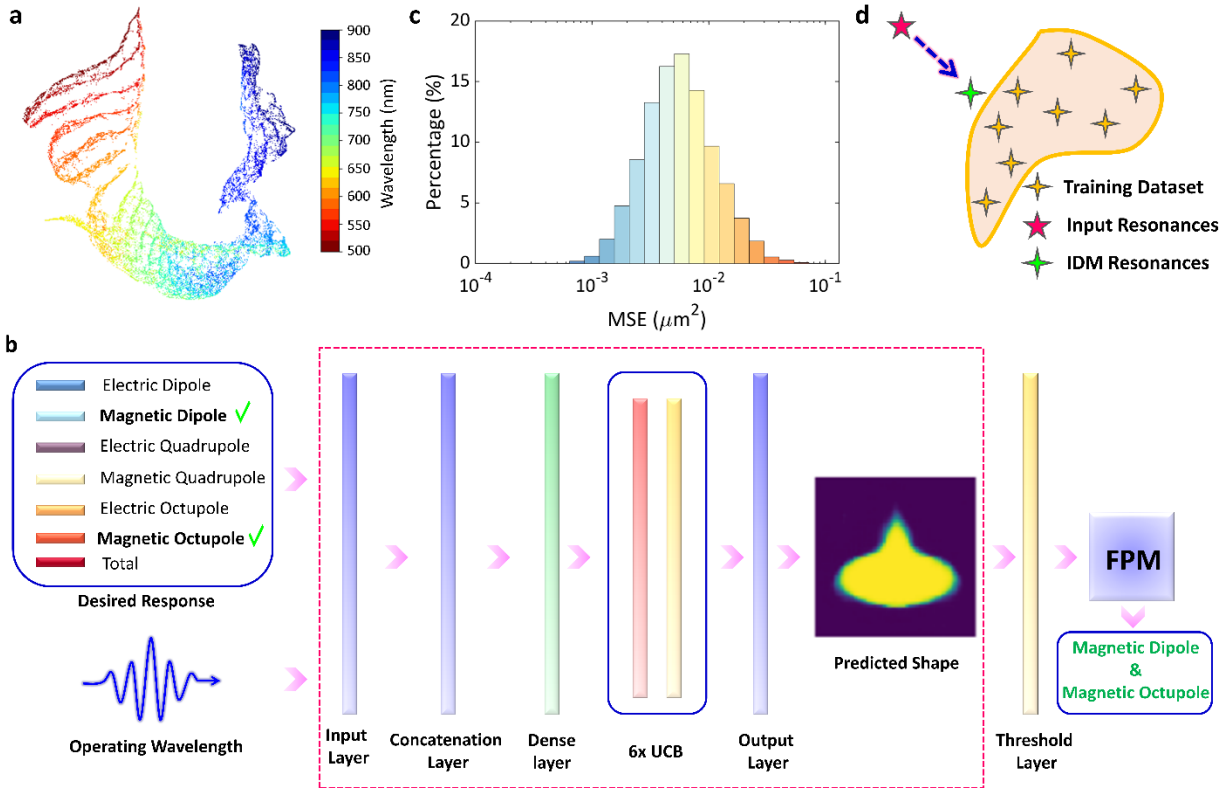 a
900
850
800
750
700
650
600
550
500
Wavelength (nm)
c
20
15
10
5
0
Percentage (%)
10⁻⁴
10⁻³
10⁻²
10⁻¹
MSE (μm²)
d
Training Dataset
Input Resonances
IDM Resonances
b
Electric Dipole
Magnetic Dipole ✓
Electric Quadrupole
Magnetic Quadrupole
Electric Octupole
Magnetic Octupole ✓
Total
Desired Response
Operating Wavelength
Input
Layer
Concatenation
Layer
Dense
layer
6x UCB
Output
Layer
Predicted Shape
Threshold
Layer
FPM
Magnetic Dipole
&
Magnetic Octupole